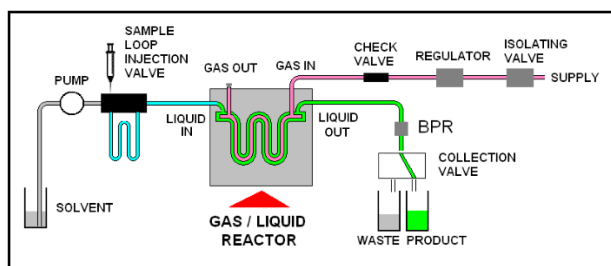 SAMPLE
LOOP
INJECTION
VALVE
PUMP
GAS OUT
GAS IN
CHECK
VALVE
REGULATOR
ISOLATING
VALVE
SUPPLY
LIQUID
IN
LIQUID
OUT
BPR
COLLECTION
VALVE
SOLVENT
GAS / LIQUID
REACTOR
WASTE
PRODUCT